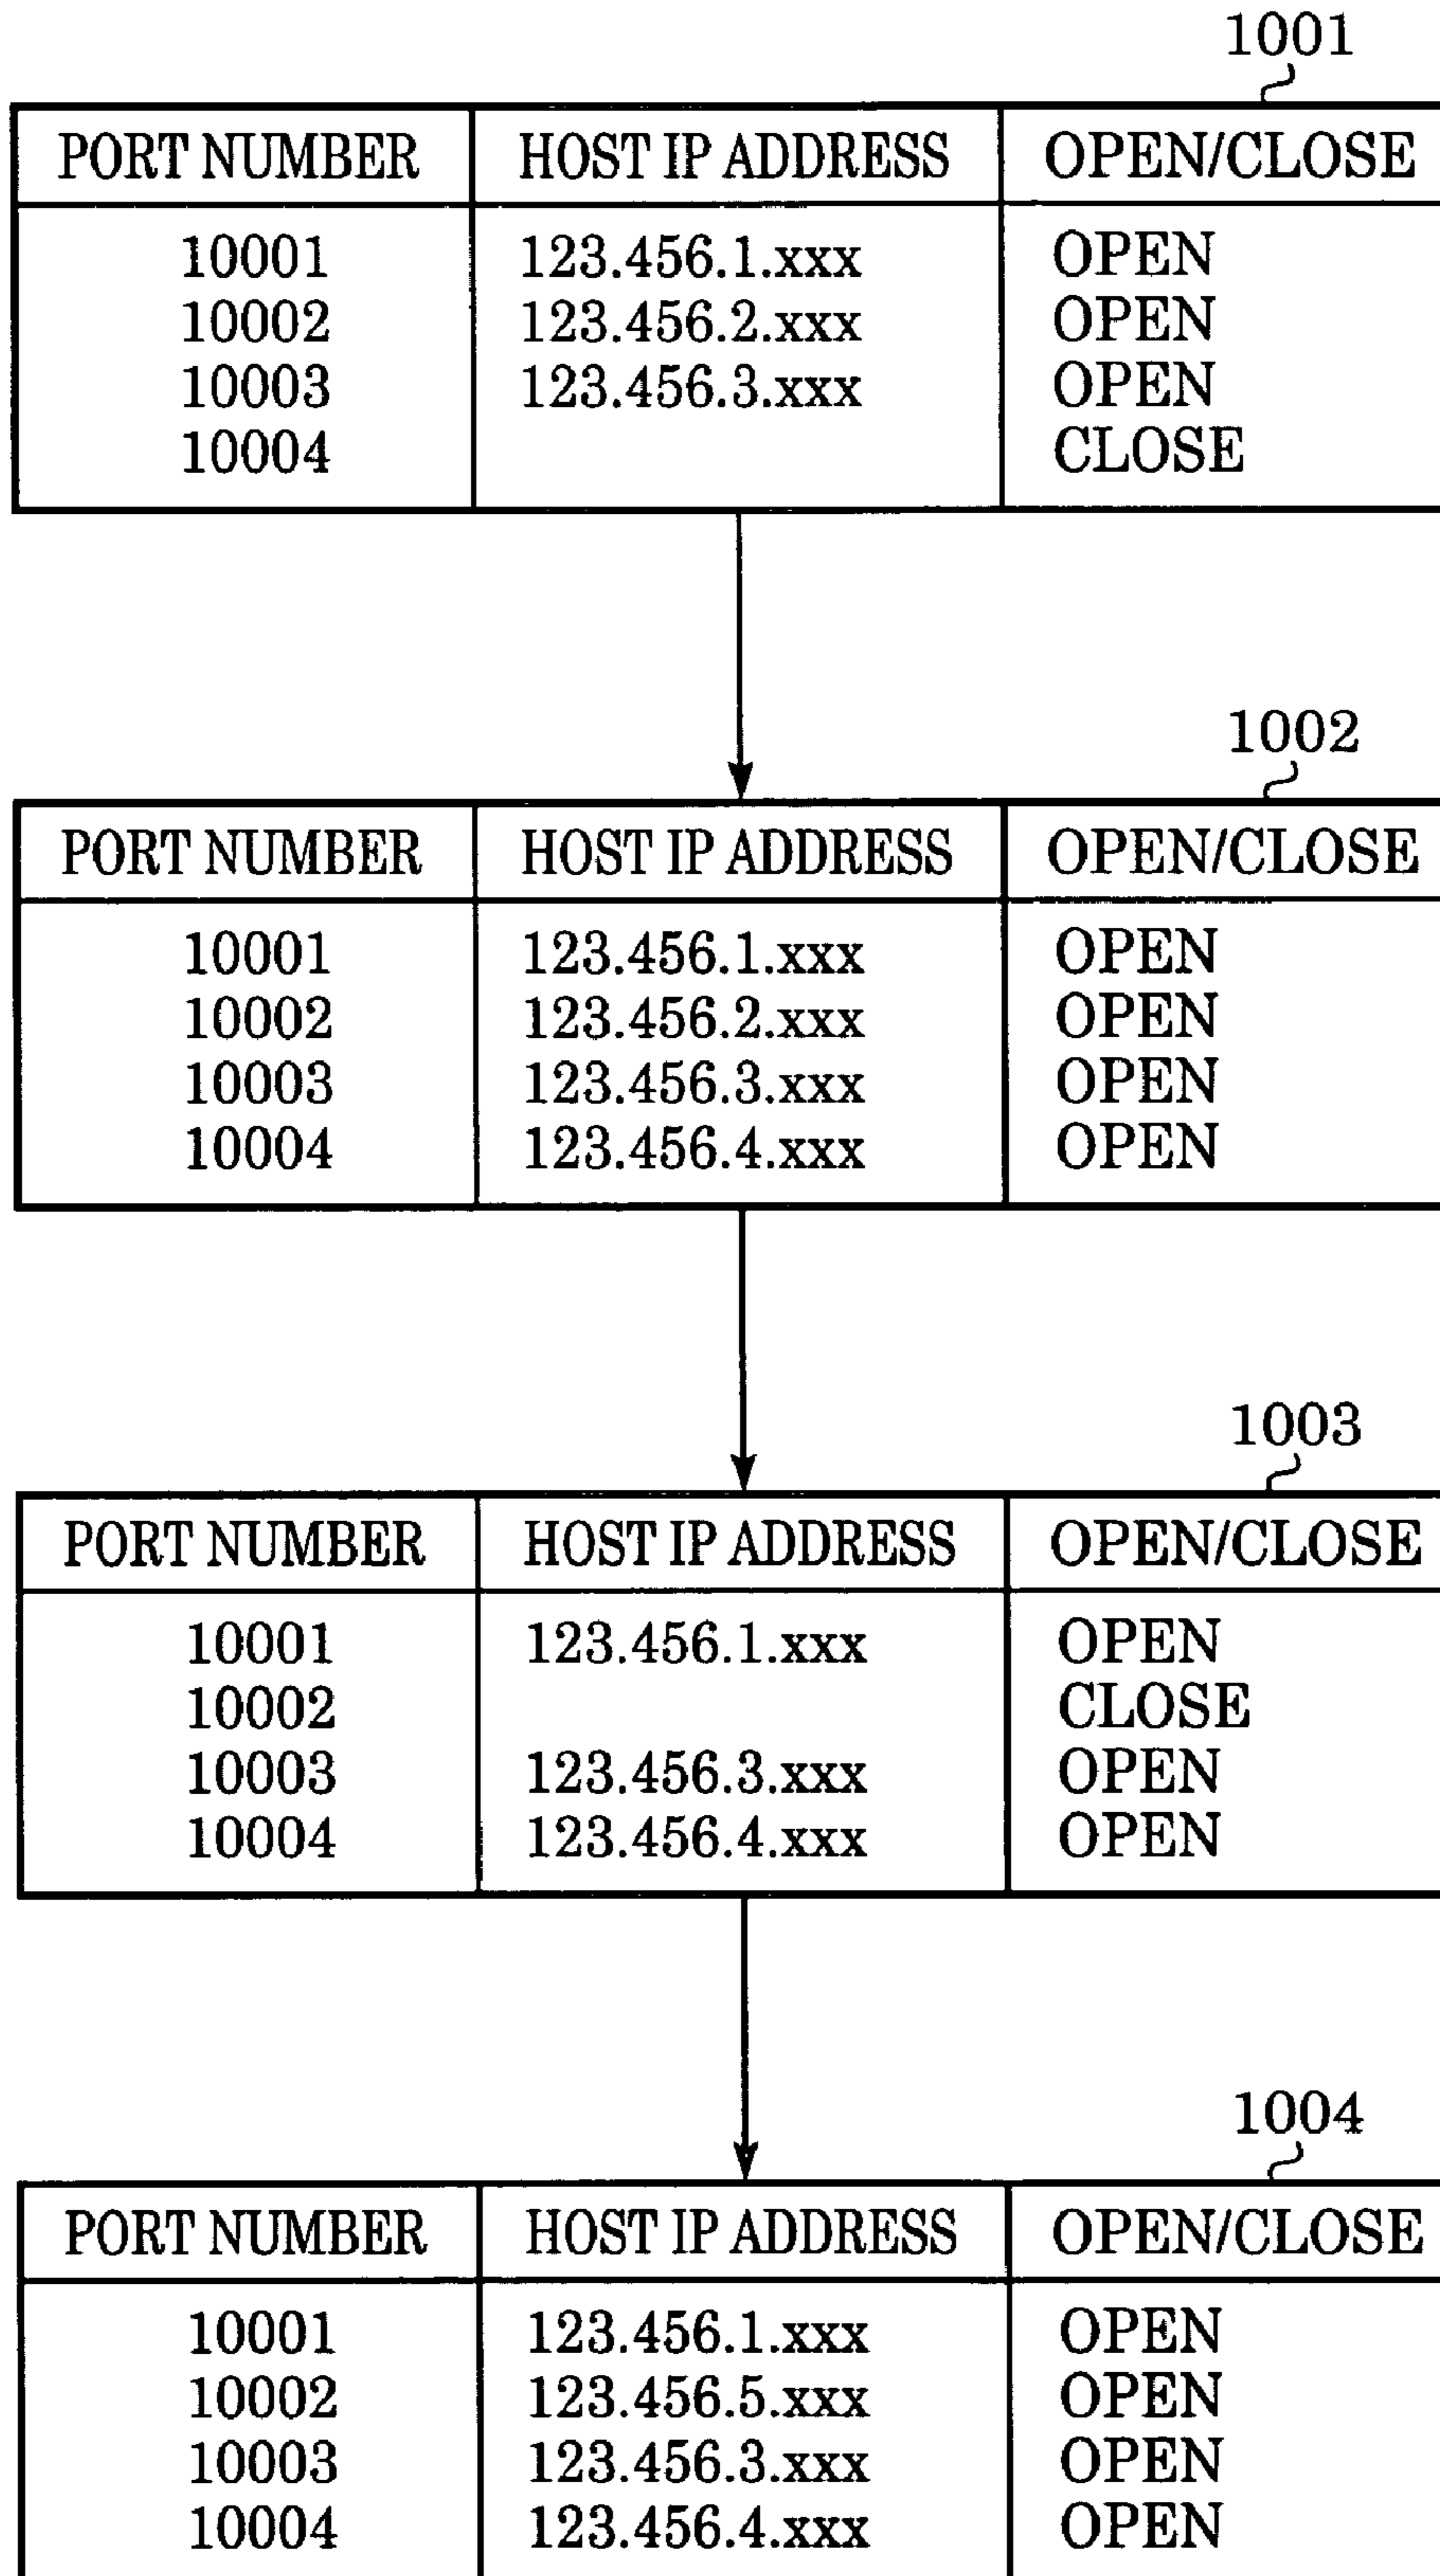 1001
PORT NUMBER HOST IP ADDRESS OPEN/CLOSE
10001 123.456.1.xxx OPEN
10002 123.456.2.xxx OPEN
10003 123.456.3.xxx OPEN
10004 CLOSE
1002
PORT NUMBER HOST IP ADDRESS OPEN/CLOSE
10001 123.456.1.xxx OPEN
10002 123.456.2.xxx OPEN
10003 123.456.3.xxx OPEN
10004 123.456.4.xxx OPEN
1003
PORT NUMBER HOST IP ADDRESS OPEN/CLOSE
10001 123.456.1.xxx OPEN
10002 CLOSE
10003 123.456.3.xxx OPEN
10004 123.456.4.xxx OPEN
1004
PORT NUMBER HOST IP ADDRESS OPEN/CLOSE
10001 123.456.1.xxx OPEN
10002 123.456.5.xxx OPEN
10003 123.456.3.xxx OPEN
10004 123.456.4.xxx OPEN